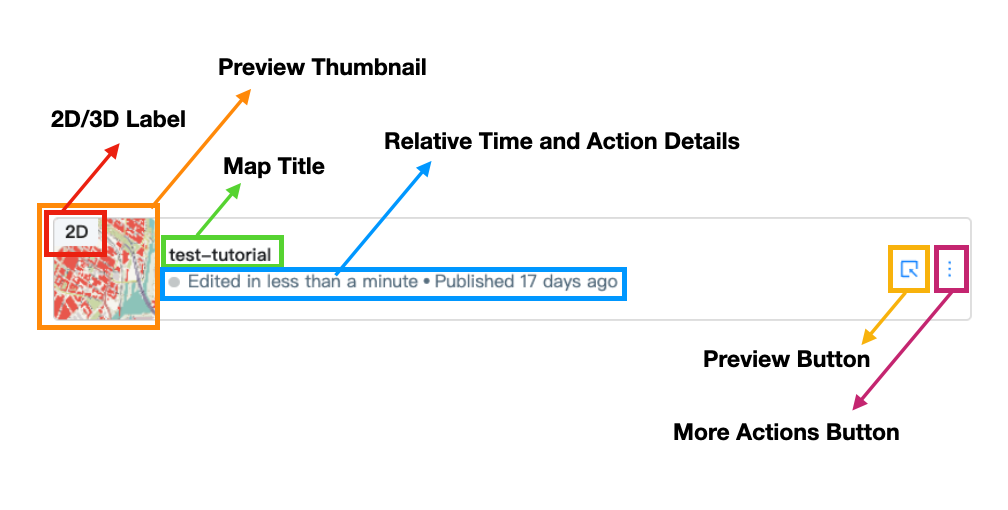 Preview Thumbnail
2D/3D Label
Relative Time and Action Details
Map Title
2D
test-tutorial
Edited in less than a minute • Published 17 days ago
Preview Button
More Actions Button